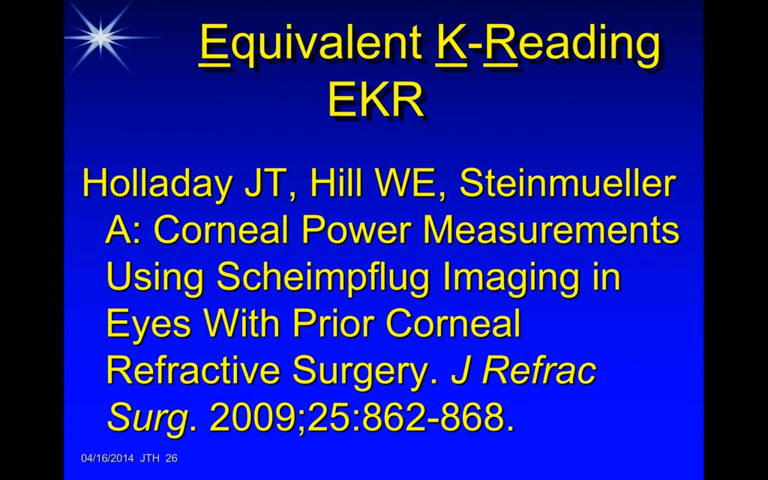 Equivalent K-Reading
EKR
Holladay JT, Hill WE, Steinmueller
A: Corneal Power Measurements
Using Scheimpflug Imaging in
Eyes With Prior Corneal
Refractive Surgery. J Refrac
Surg. 2009;25:862-868.
04/16/2014 JTH 26